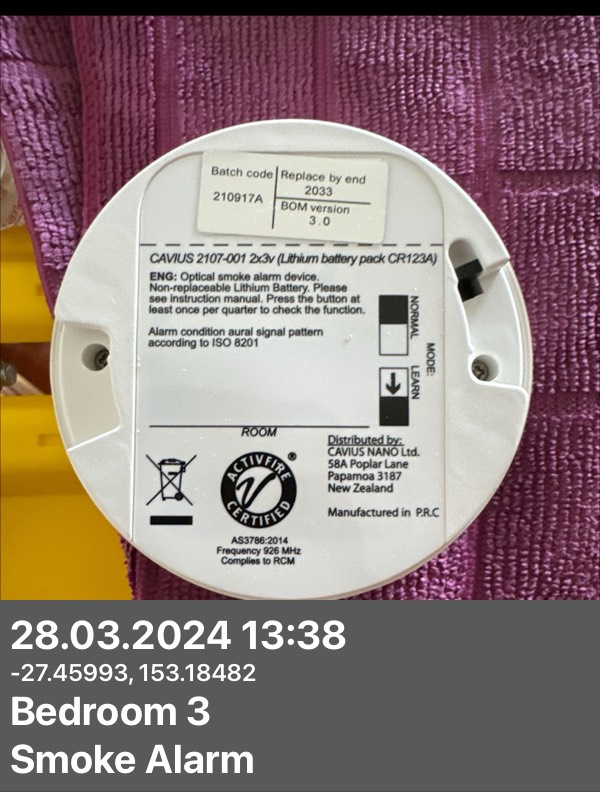 Batch code
210917A
Replace by end
2033
BOM version
3.0
CAVIUS 2107-001 2x3v (Lithium battery pack CR123A)
ENG: Optical smoke alarm device.
Non-replaceable Lithium Battery. Please
see instruction manual. Press the button at
least once per quarter to check the function.
Alarm condition aural signal pattern
according to ISO 8201
NORMAL
MODE:
LEARN
ROOM
ACTIVFIRE
®
CERTIFIED
AS3786:2014
Frequency 926 MHz
Complies to RCM
Distributed by:
CAVIUS NANO Ltd.
58A Poplar Lane
Papamoa 3187
New Zealand
Manufactured in P.R.C
28.03.2024 13:38
-27.45993, 153.18482
Bedroom 3
Smoke Alarm